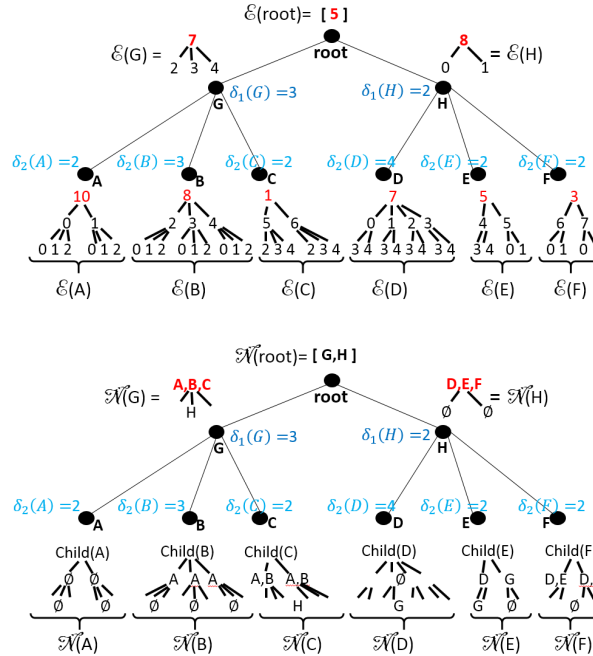 ℰ(root)= [ 5 ]
7
8
ℰ(G) =
2 3 4
root
0 1
= ℰ(H)
δ₁(G)=3
δ₁(H)=2
G
H
δ₂(A)=2
δ₂(B)=3
δ₂(C)=2
δ₂(D)=4
δ₂(E)=2
δ₂(F)=2
A B C D E F
10 8 1 7 5 3
0 1 2 3 4 5 6 0 1 2 3 4 5 6 7
0 1 2 0 1 2 0 1 2 0 1 0 1 2 2 3 2 3 4 3 4 3 4 2 3 4 3 4 0 1 0 1 0
ℰ(A) ℰ(B) ℰ(C) ℰ(D) ℰ(E) ℰ(F)
𝒩(root)= [ G,H ]
A,B,C
D,E,F
𝒩(G) =
H
root
Ø Ø
= 𝒩(H)
δ₁(G)=3
δ₁(H)=2
G
H
δ₂(A)=2
δ₂(B)=3
δ₂(C)=2
δ₂(D)=4
δ₂(E)=2
δ₂(F)=2
A B C D E F
Child(A) Child(B) Child(C) Child(D) Child(E) Child(F
Ø Ø A A A A,B A,B Ø D G D,E D,
Ø Ø Ø Ø H G G Ø
𝒩(A) 𝒩(B) 𝒩(C) 𝒩(D) 𝒩(E) 𝒩(F)